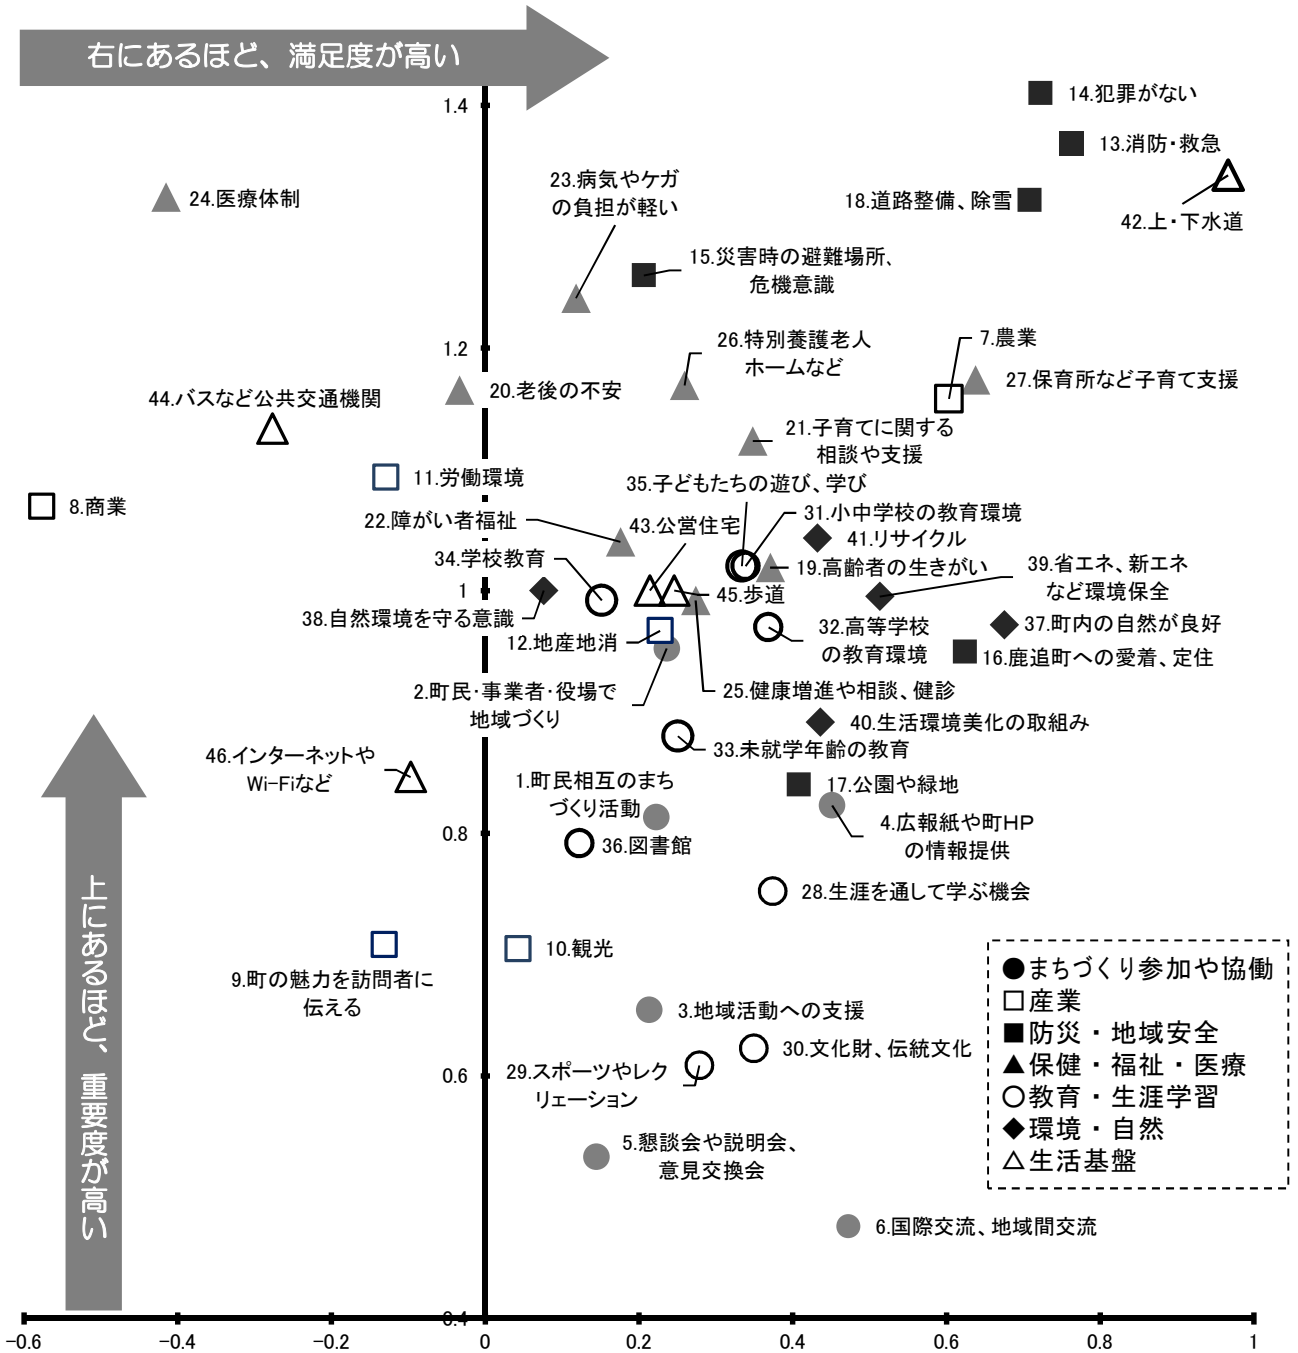 右にあるほど、満足度が高い
1.4
14.犯罪がない
13.消防・救急
23.病気やケガ
の負担が軽い
24.医療体制
18.道路整備、除雪
42.上・下水道
15.災害時の避難場所、
危機意識
26.特別養護老人
ホームなど
7.農業
1.2
27.保育所など子育て支援
20.老後の不安
44.バスなど公共交通機関
21.子育てに関する
相談や支援
11.労働環境
35.子どもたちの遊び、学び
8.商業
22.障がい者福祉
43.公営住宅
31.小中学校の教育環境
41.リサイクル
34.学校教育
19.高齢者の生きがい
39.省エネ、新エネ
など環境保全
1
45.歩道
38.自然環境を守る意識
12.地産地消
32.高等学校
の教育環境
37.町内の自然が良好
16.鹿追町への愛着、定住
2.町民・事業者・役場で
地域づくり
25.健康増進や相談、健診
40.生活環境美化の取組み
33.未就学年齢の教育
46.インターネットや
Wi-Fiなど
1.町民相互のまち
づくり活動
17.公園や緑地
4.広報紙や町HP
の情報提供
0.8
36.図書館
28.生涯を通して学ぶ機会
上にあるほど、重要度が高い
10.観光
9.町の魅力を訪問者に
伝える
3.地域活動への支援
30.文化財、伝統文化
29.スポーツやレク
リェーション
0.6
5.懇談会や説明会、
意見交換会
6.国際交流、地域間交流
まちづくり参加や協働
産業
防災・地域安全
保健・福祉・医療
教育・生涯学習
環境・自然
生活基盤
0.4
-0.6 -0.4 -0.2 0 0.2 0.4 0.6 0.8 1